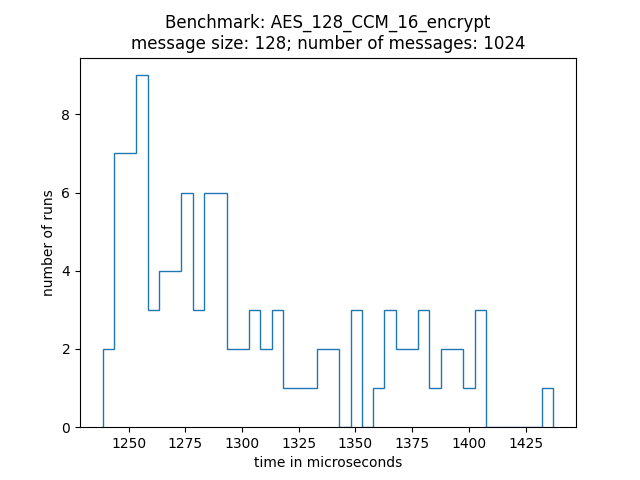 Benchmark: AES_128_CCM_16_encrypt
message size: 128; number of messages: 1024
number of runs
8
6
4
2
0
1250 1275 1300 1325 1350 1375 1400 1425
time in microseconds